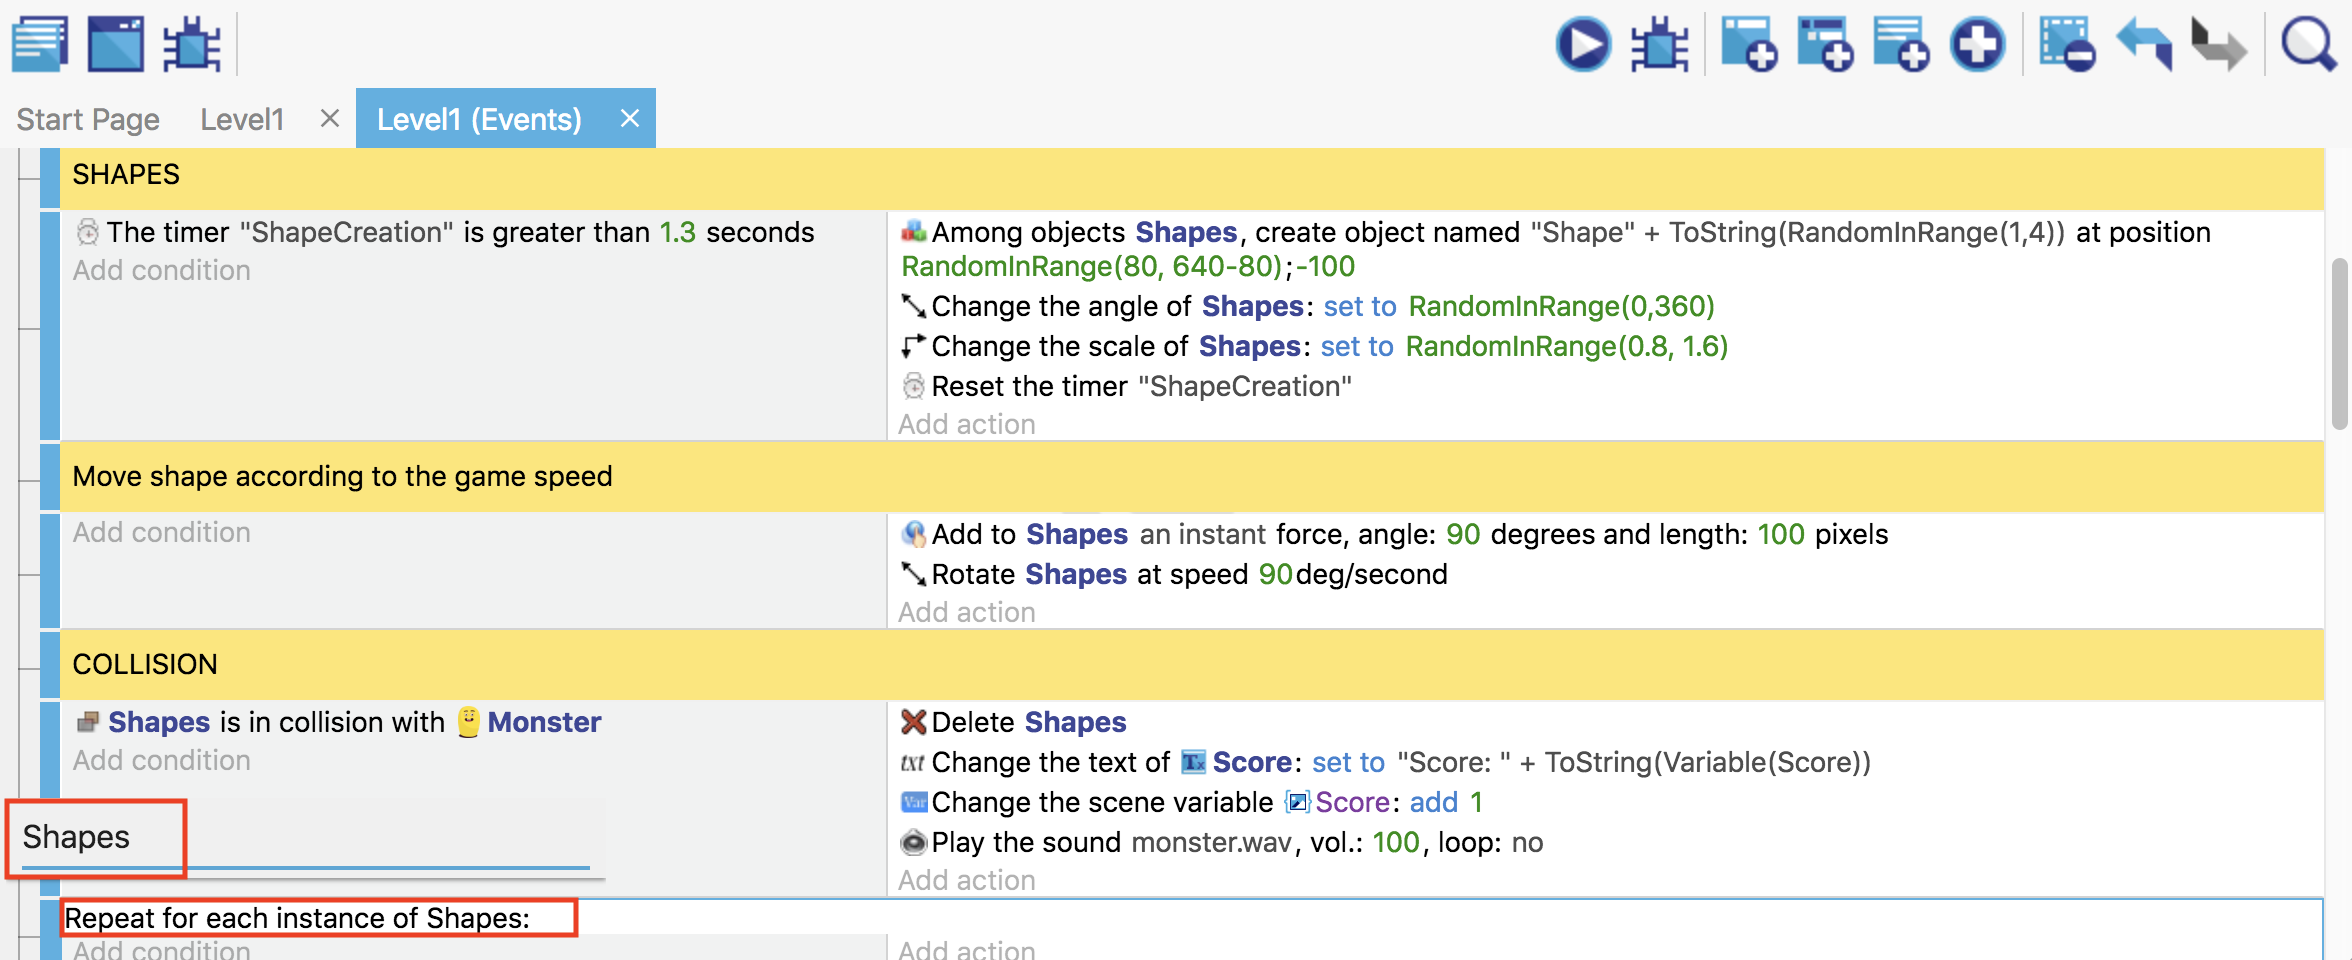 Start Page Level1 × Level1 (Events) ×
SHAPES
The timer "ShapeCreation" is greater than 1.3 seconds
Add condition
Among objects Shapes, create object named "Shape" + ToString(RandomInRange(1,4)) at position
RandomInRange(80, 640-80);-100
Change the angle of Shapes: set to RandomInRange(0,360)
Change the scale of Shapes: set to RandomInRange(0.8, 1.6)
Reset the timer "ShapeCreation"
Add action
Move shape according to the game speed
Add condition
Add to Shapes an instant force, angle: 90 degrees and length: 100 pixels
Rotate Shapes at speed 90deg/second
Add action
COLLISION
Shapes is in collision with Monster
Add condition
Delete Shapes
txt Change the text of Tx Score: set to "Score: " + ToString(Variable(Score))
Var Change the scene variable Score: add 1
Play the sound monster.wav, vol.: 100, loop: no
Add action
Shapes
Repeat for each instance of Shapes:
Add condition
Add action